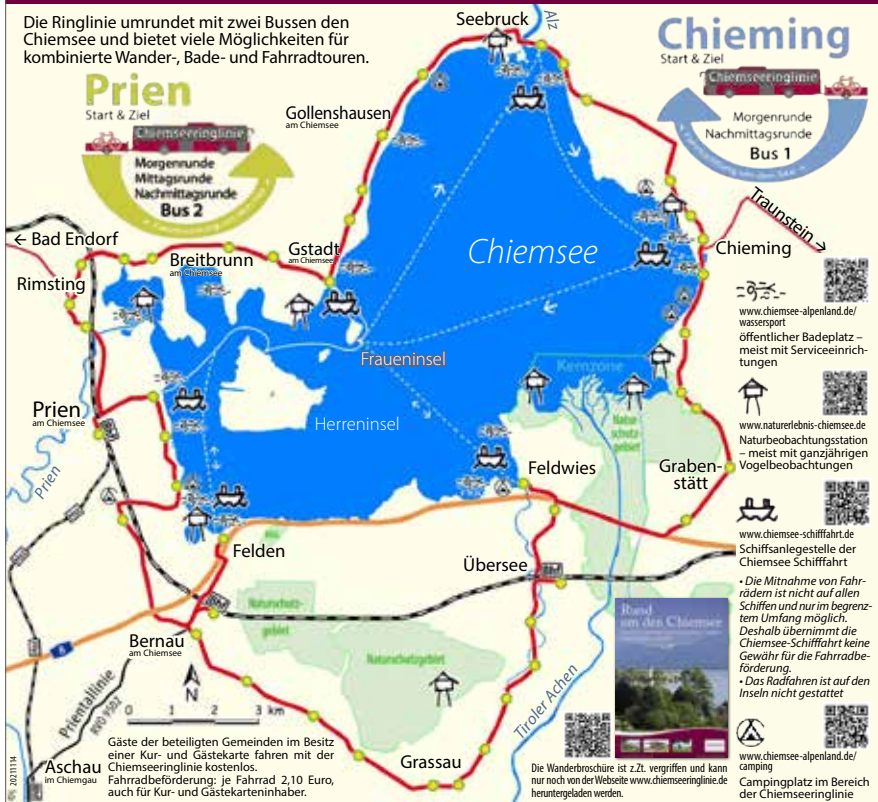 Die Ringlinie umrundet mit zwei Bussen den
Chiemsee und bietet viele Möglichkeiten für
kombinierte Wander-, Bade- und Fahrradtouren.
Prien
Start & Ziel
Chiemseeringlinie
Morgenrunde
Mittagsrunde
Nachmittagsrunde
Bus 2
Chieming
Start & Ziel
Chiemseeringlinie
Morgenrunde
Nachmittagsrunde
Bus 1
Seebruck
Alz
Gollenshausen
am Chiemsee
Traunstein
← Bad Endorf
Rimsting
Breitbrunn
am Chiemsee
Gstadt
am Chiemsee
Chiemsee
Chieming
Fraueninsel
Kernzone
Herreninsel
Prien
am Chiemsee
Prien
Natur
schutz
gebiet
Feldwies
Graben-
stätt
Felden
Übersee
Naturschutz-
gebiet
Naturschutzgebiet
Bernau
am Chiemsee
8
N
0 1 2 3 km
Prientallinie
RVO 9502
Tiroler Achen
Aschau
im Chiemgau
Grassau
20211114
Gäste der beteiligten Gemeinden im Besitz
einer Kur- und Gästekarte fahren mit der
Chiemseeringlinie kostenlos.
Fahrradbeförderung: je Fahrrad 2,10 Euro,
auch für Kur- und Gästekarteninhaber.
Rund
um den Chiemsee
Die Wanderbroschüre ist z.Zt. vergriffen und kann
nur noch von der Webseite www.chiemseeringlinie.de
heruntergeladen werden.
www.chiemsee-alpenland.de/
wassersport
öffentlicher Badeplatz –
meist mit Serviceeinrich-
tungen
www.naturerlebnis-chiemsee.de
Naturbeobachtungsstation
– meist mit ganzjährigen
Vogelbeobachtungen
www.chiemsee-schifffahrt.de
Schiffsanlegestelle der
Chiemsee Schifffahrt
• Die Mitnahme von Fahr-
rädern ist nicht auf allen
Schiffen und nur im begrenz-
tem Umfang möglich.
Deshalb übernimmt die
Chiemsee-Schifffahrt keine
Gewähr für die Fahrradbe-
förderung.
• Das Radfahren ist auf den
Inseln nicht gestattet
www.chiemsee-alpenland.de/
camping
Campingplatz im Bereich
der Chiemseeringlinie